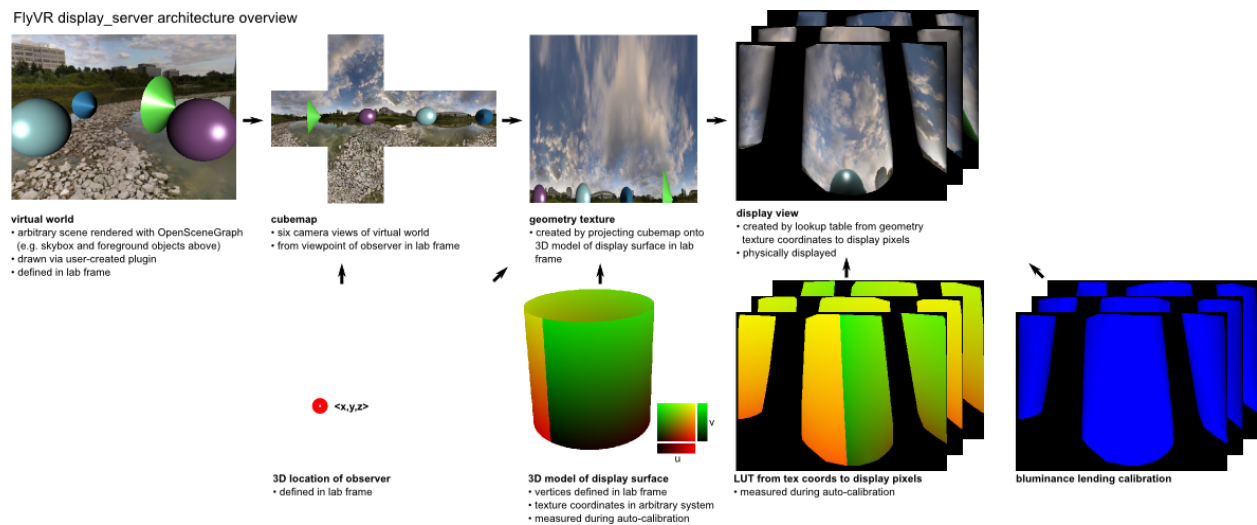 FlyVR display_server architecture overview
virtual world
• arbitrary scene rendered with OpenSceneGraph
(e.g. skybox and foreground objects above)
• drawn via user-created plugin
• defined in lab frame
cubemap
• six camera views of virtual world
• from viewpoint of observer in lab frame
geometry texture
• created by projecting cubemap onto
3D model of display surface in lab
frame
display view
• created by lookup table from geometry
texture coordinates to display pixels
• physically displayed
<x,y,z>
v
u
3D location of observer
• defined in lab frame
3D model of display surface
• vertices defined in lab frame
• texture coordinates in arbitrary system
• measured during auto-calibration
LUT from tex coords to display pixels
• measured during auto-calibration
bluminance lending calibration